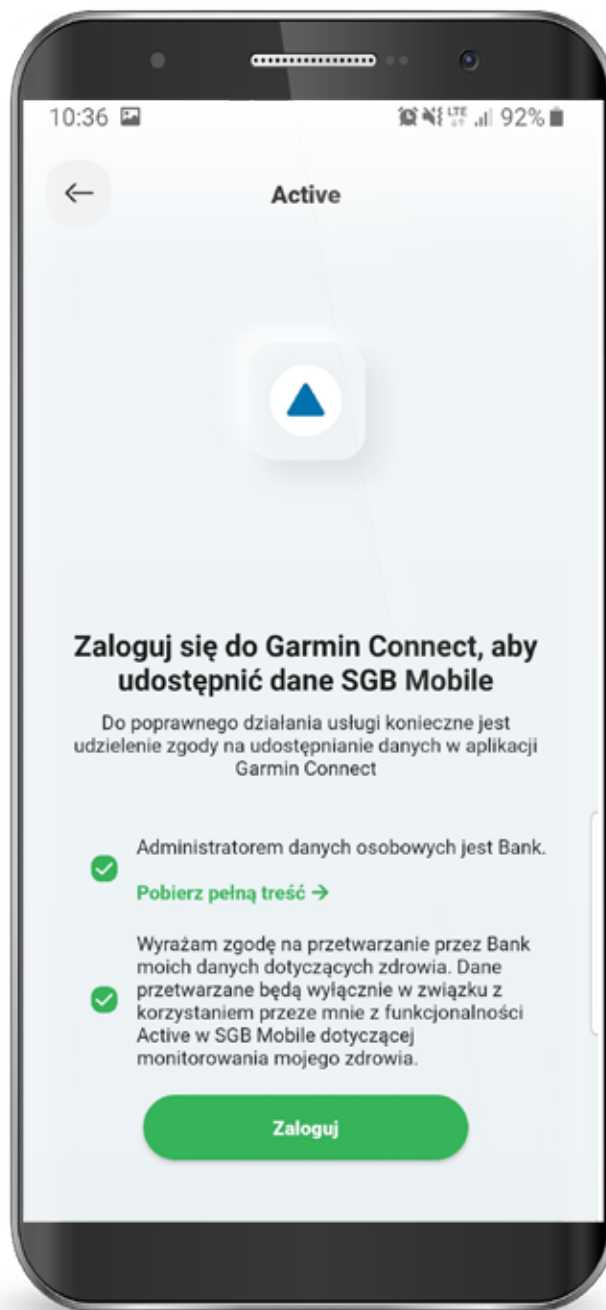 10:36
LTE 92%
Active
Zaloguj się do Garmin Connect, aby
udostępnić dane SGB Mobile
Do poprawnego działania usługi konieczne jest
udzielenie zgody na udostępnianie danych w aplikacji
Garmin Connect
Administratorem danych osobowych jest Bank.
Pobierz pełną treść →
Wyrażam zgodę na przetwarzanie przez Bank
moich danych dotyczących zdrowia. Dane
przetwarzane będą wyłącznie w związku z
korzystaniem przeze mnie z funkcjonalności
Active w SGB Mobile dotyczącej
monitorowania mojego zdrowia.
Zaloguj